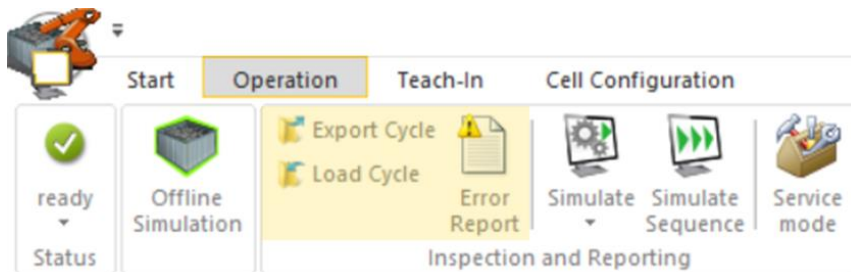 Start Operation Teach-In Cell Configuration
Export Cycle
Load Cycle
ready Offline Simulation Error Report Simulate Simulate Sequence Service mode
Status Inspection and Reporting